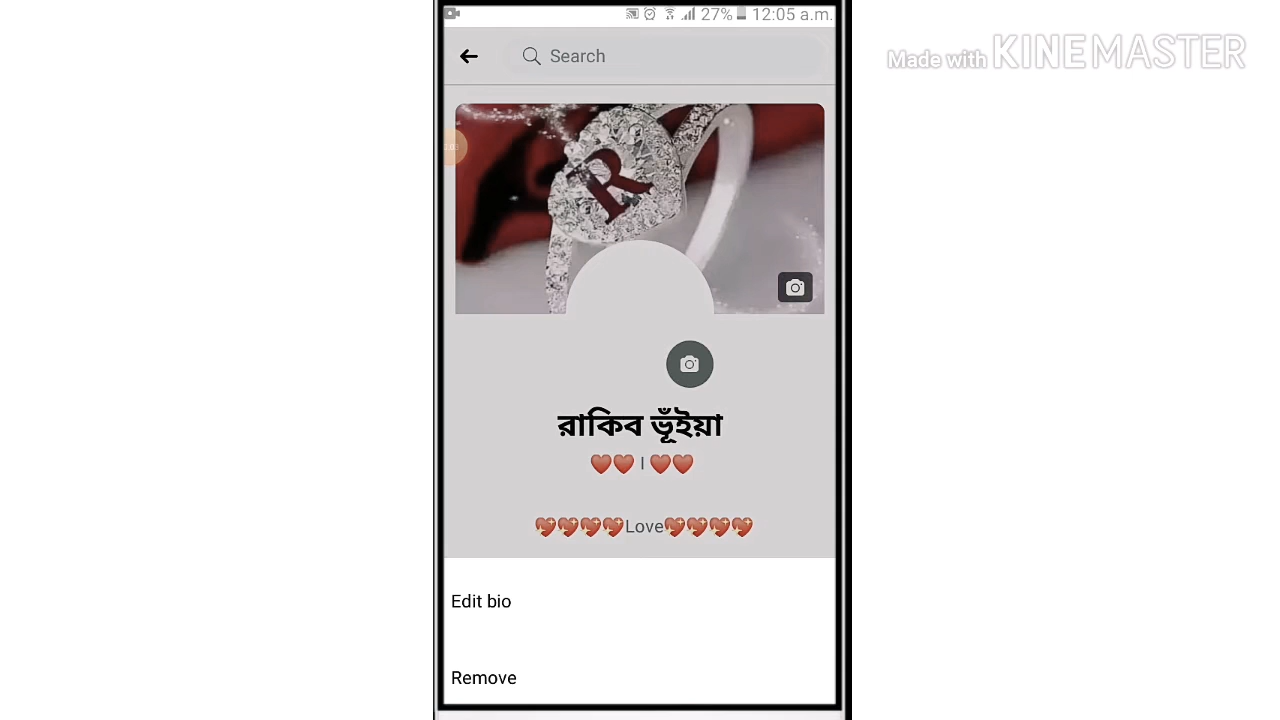 27% 12:05 a.m.
Made with KINEMASTER
Search
R
রাকিব ভূঁইয়া
❤️❤️ I ❤️❤️
💖💖💖💖Love💖💖💖💖
Edit bio
Remove